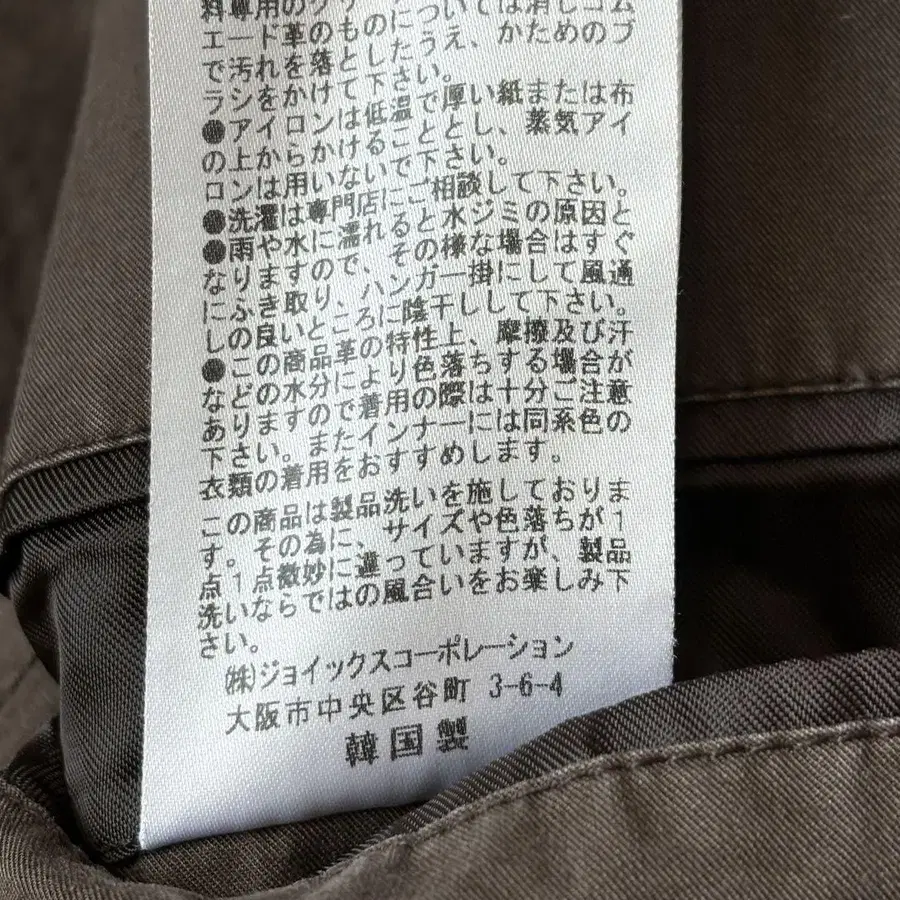 料専用のク
エード革のものについては消しゴム
で汚れを落としたうえ、かためのブ
ラシをかけて下さい。
●アイロンは低温で厚い紙または布
の上からかけることとし、蒸気アイ
ロンは用いないで下さい。
●洗濯は専門店にご相談して下さい。
●雨や水に濡れると水ジミの原因と
なりますので、その様な場合はすぐ
にふき取り、ハンガー掛にして風通
しの良いところに陰干しして下さい。
●この商品革の特性上、摩擦及び汗
などの水分により色落ちする場合が
ありますので着用の際は十分ご注意
下さい。またインナーには同系色の
衣類の着用をおすすめします。
この商品は製品洗いを施しておりま
す。その為に、サイズや色落ちが1
点1点微妙に違っていますが、製品
洗いならではの風合いをお楽しみ下
さい。
㈱ジョイックスコーポレーション
大阪市中央区谷町 3-6-4
韓国製